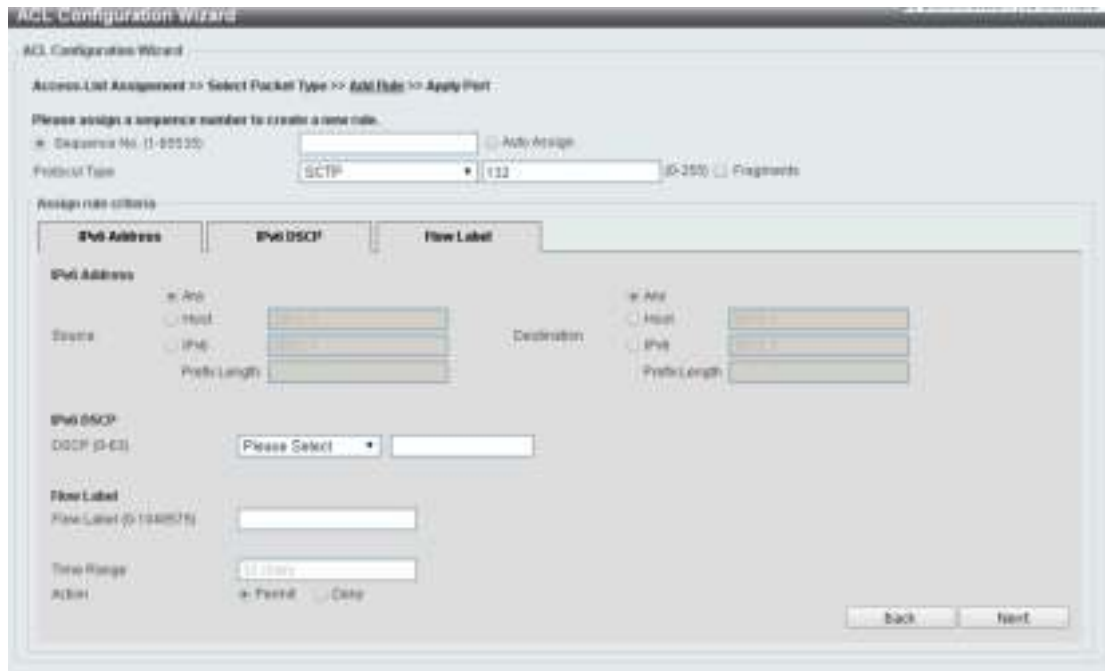 ACL Configuration Wizard
ACL Configuration Wizard
Access-List Assignment >> Select Packet Type >> Add Rule >> Apply Port
Please assign a sequence number to create a new rule.
Sequence No. (1-65535) Auto Assign
Protocol Type SCTP 132 (0-255) Fragments
Assign rule criteria
IPv6 Address IPv6 DSCP Flow Label
IPv6 Address
Source Any Destination Any
Host Host
IPv6 IPv6
Prefix Length Prefix Length
IPv6 DSCP
DSCP (0-63) Please Select
Flow Label
Flow Label (0-1048575)
Time Range 32 chars
Action Permit Deny
Back Next